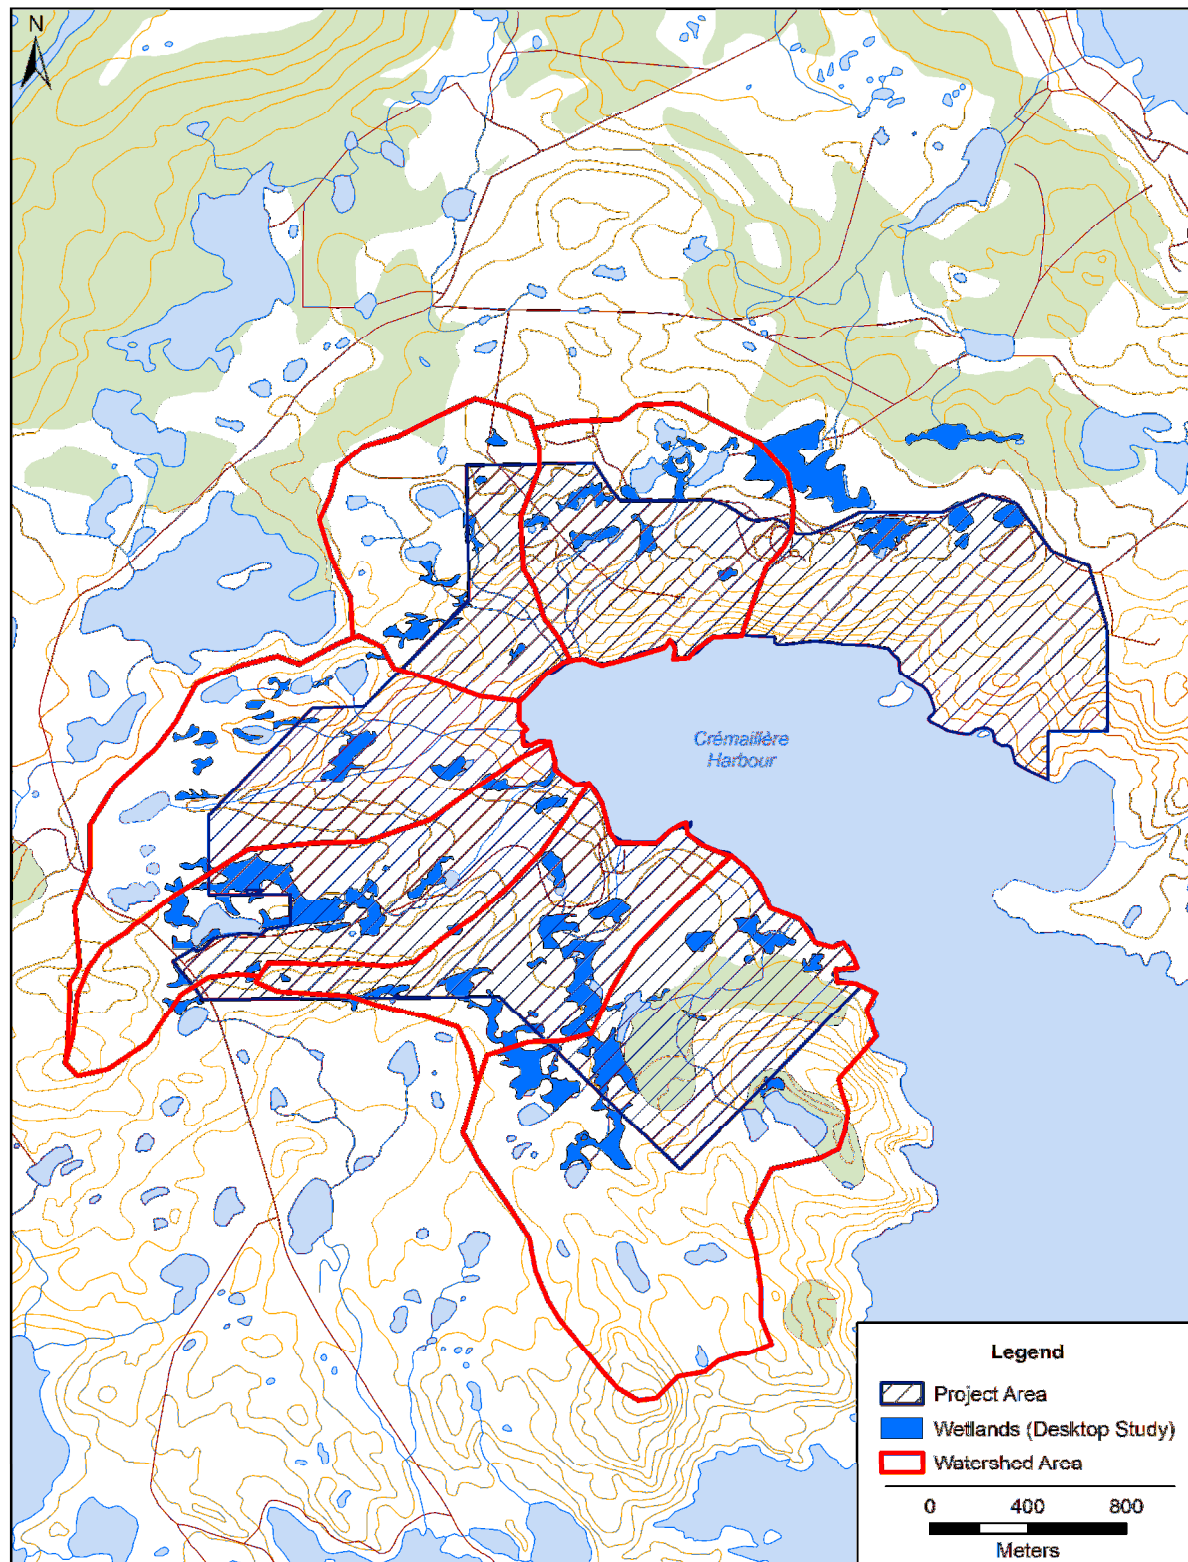 N
Crémaillère
Harbour
Legend
Project Area
Wetlands (Desktop Study)
Watershed Area
0 400 800
Meters